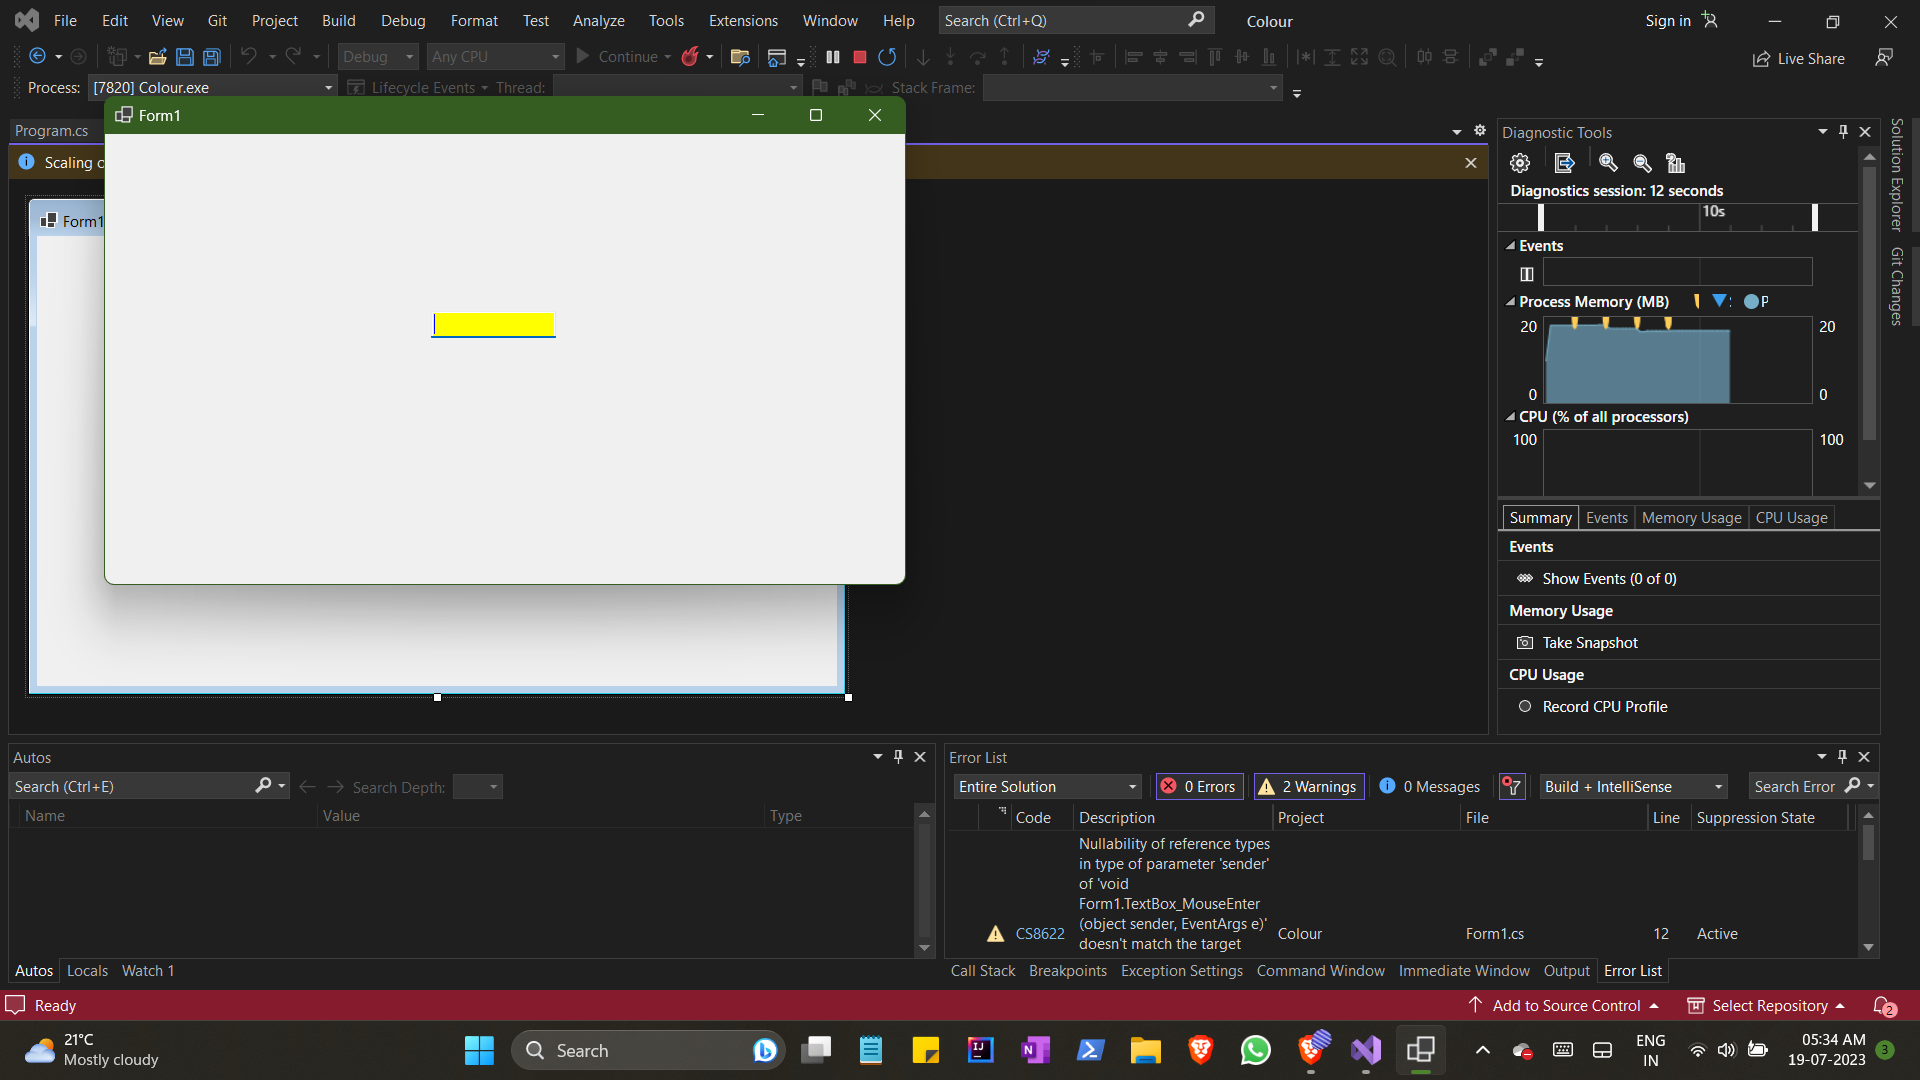 File Edit View Git Project Build Debug Format Test Analyze Tools Extensions Window Help Search (Ctrl+Q) Colour Sign in
Debug Any CPU Continue Live Share
Process: [7820] Colour.exe Lifecycle Events Thread: Stack Frame:
Form1
Program.cs
Scaling
Form1
Diagnostic Tools
Diagnostics session: 12 seconds
10s
Events
Process Memory (MB) P
20 20
0 0
CPU (% of all processors)
100 100
Summary Events Memory Usage CPU Usage
Events
Show Events (0 of 0)
Memory Usage
Take Snapshot
CPU Usage
Record CPU Profile
Solution Explorer
Git Changes
Autos
Search (Ctrl+E) Search Depth:
Name Value Type
Autos Locals Watch 1
Error List
Entire Solution 0 Errors 2 Warnings 0 Messages Build + IntelliSense Search Error
Code Description Project File Line Suppression State
Nullability of reference types
in type of parameter 'sender'
of 'void
Form1.TextBox_MouseEnter
(object sender, EventArgs e)'
CS8622 doesn't match the target Colour Form1.cs 12 Active
Call Stack Breakpoints Exception Settings Command Window Immediate Window Output Error List
Ready Add to Source Control Select Repository 2
21°C
Mostly cloudy
Search
ENG
IN
05:34 AM
19-07-2023
3